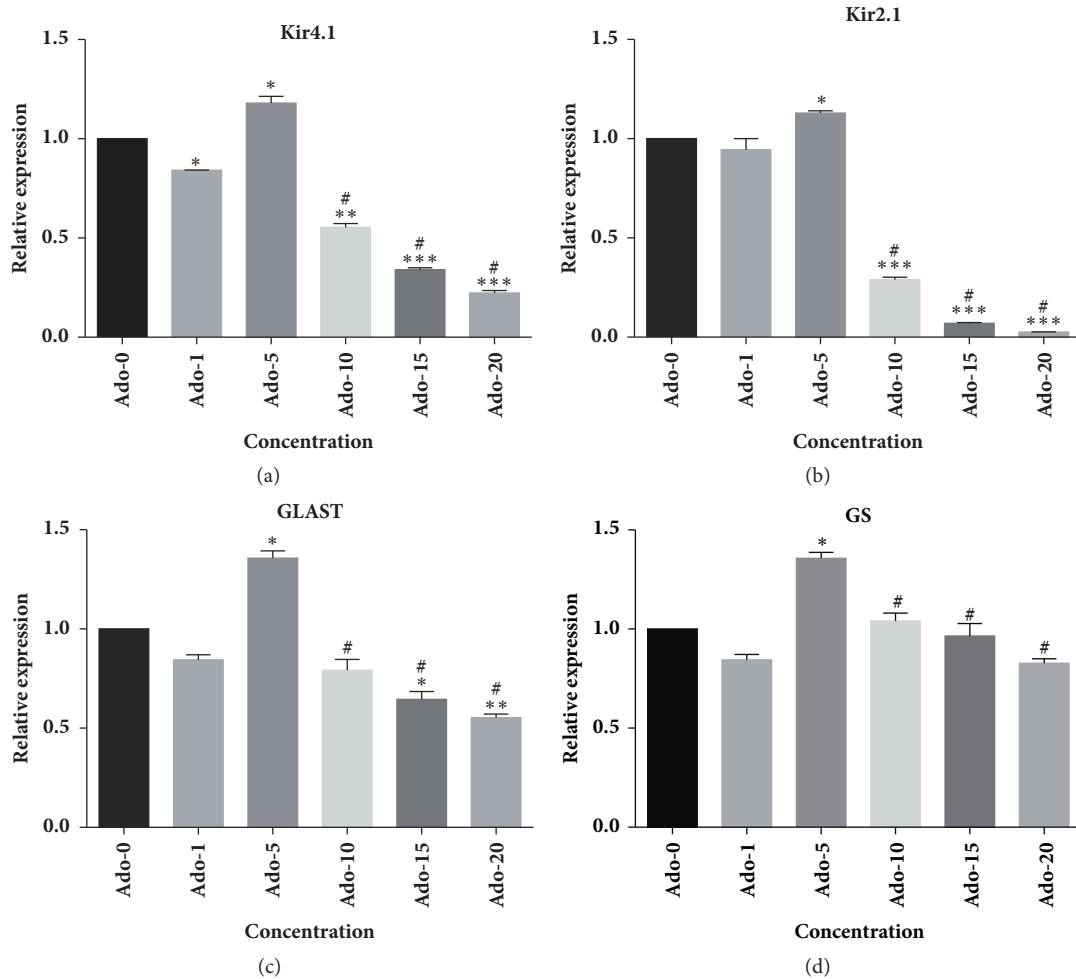 Kir4.1
1.5
*
*
1.0
*
#
**
#
***
#
***
0.5
0.0
Relative expression
Ado-0
Ado-1
Ado-5
Ado-10
Ado-15
Ado-20
Concentration
(a)
Kir2.1
1.5
*
1.0
#
***
#
***
#
***
0.5
0.0
Relative expression
Ado-0
Ado-1
Ado-5
Ado-10
Ado-15
Ado-20
Concentration
(b)
GLAST
1.5
*
1.0
#
#
*
#
**
0.5
0.0
Relative expression
Ado-0
Ado-1
Ado-5
Ado-10
Ado-15
Ado-20
Concentration
(c)
GS
1.5
*
#
#
#
1.0
0.5
0.0
Relative expression
Ado-0
Ado-1
Ado-5
Ado-10
Ado-15
Ado-20
Concentration
(d)